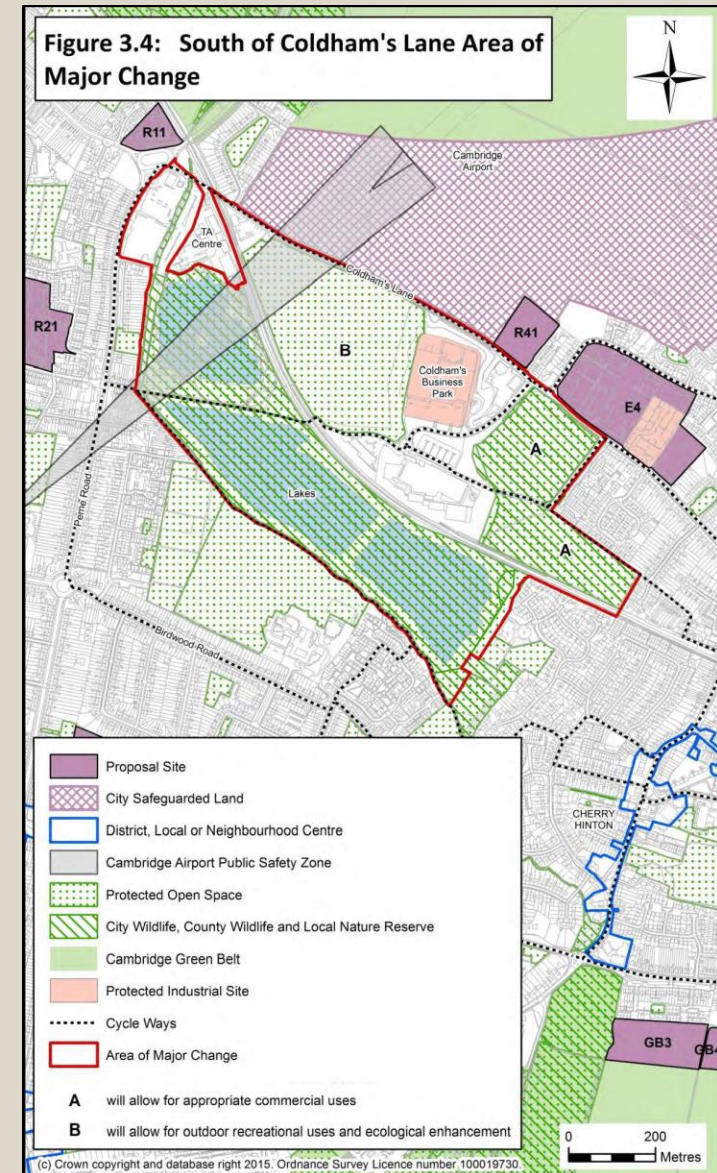 Figure 3.4: South of Coldham's Lane Area of
Major Change
N
R11
Cambridge
Airport
TA
Centre
Coldham's Lane
R21
B
R41
Coldham's
Business
Park
E4
A
Lakes
A
Perne Road
Birdwood Road
CHERRY
HINTON
GB3
GB4
Proposal Site
City Safeguarded Land
District, Local or Neighbourhood Centre
Cambridge Airport Public Safety Zone
Protected Open Space
City Wildlife, County Wildlife and Local Nature Reserve
Cambridge Green Belt
Protected Industrial Site
Cycle Ways
Area of Major Change
A will allow for appropriate commercial uses
B will allow for outdoor recreational uses and ecological enhancement
0 200
Metres
(c) Crown copyright and database right 2015. Ordnance Survey Licence number 100019730.